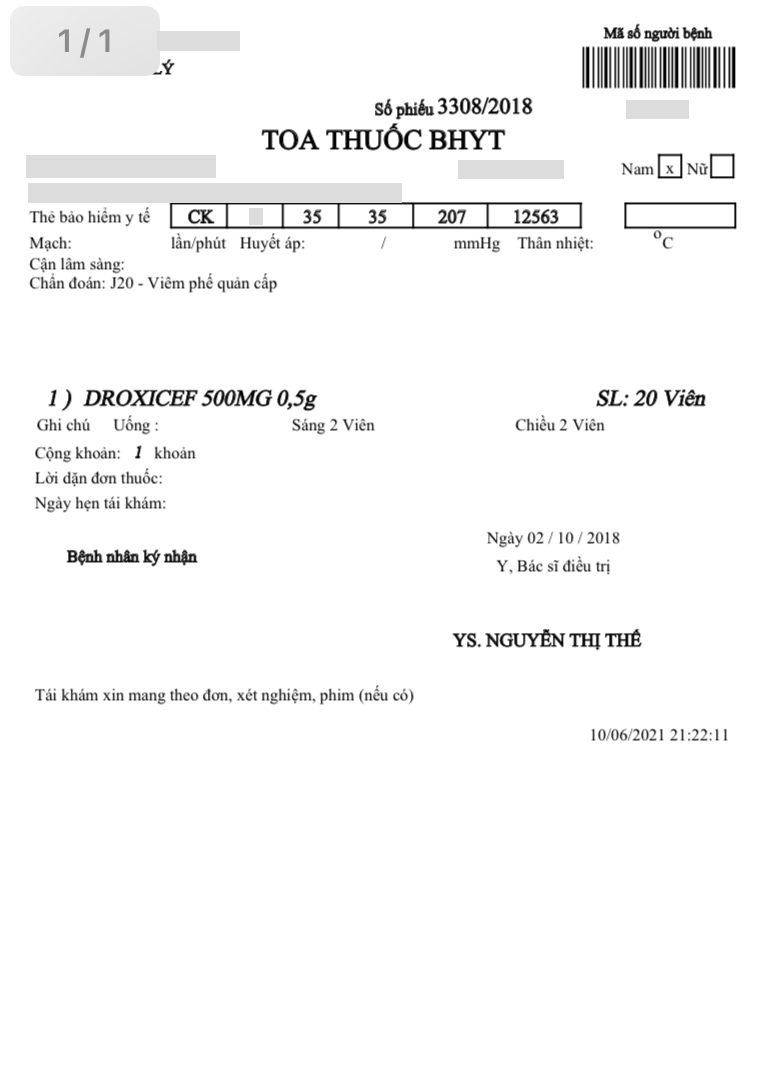 1/1
Mã số người bệnh
LÝ
Số phiếu 3308/2018
TOA THUỐC BHYT
Nam x Nữ
Thẻ bảo hiểm y tế CK 35 35 207 12563
Mạch: lần/phút Huyết áp: / mmHg Thân nhiệt: °C
Cận lâm sàng:
Chẩn đoán: J20 - Viêm phế quản cấp
1 ) DROXICEF 500MG 0,5g SL: 20 Viên
Ghi chú Uống : Sáng 2 Viên Chiều 2 Viên
Cộng khoản: 1 khoản
Lời dặn đơn thuốc:
Ngày hẹn tái khám:
Ngày 02 / 10 / 2018
Bệnh nhân ký nhận
Y, Bác sĩ điều trị
YS. NGUYỄN THỊ THẾ
Tái khám xin mang theo đơn, xét nghiệm, phim (nếu có)
10/06/2021 21:22:11